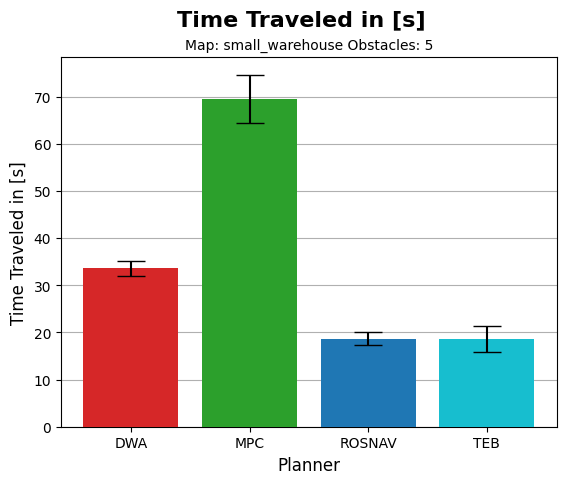 Time Traveled in [s]
Map: small_warehouse Obstacles: 5
Time Traveled in [s]
70
60
50
40
30
20
10
0
DWA MPC ROSNAV TEB
Planner